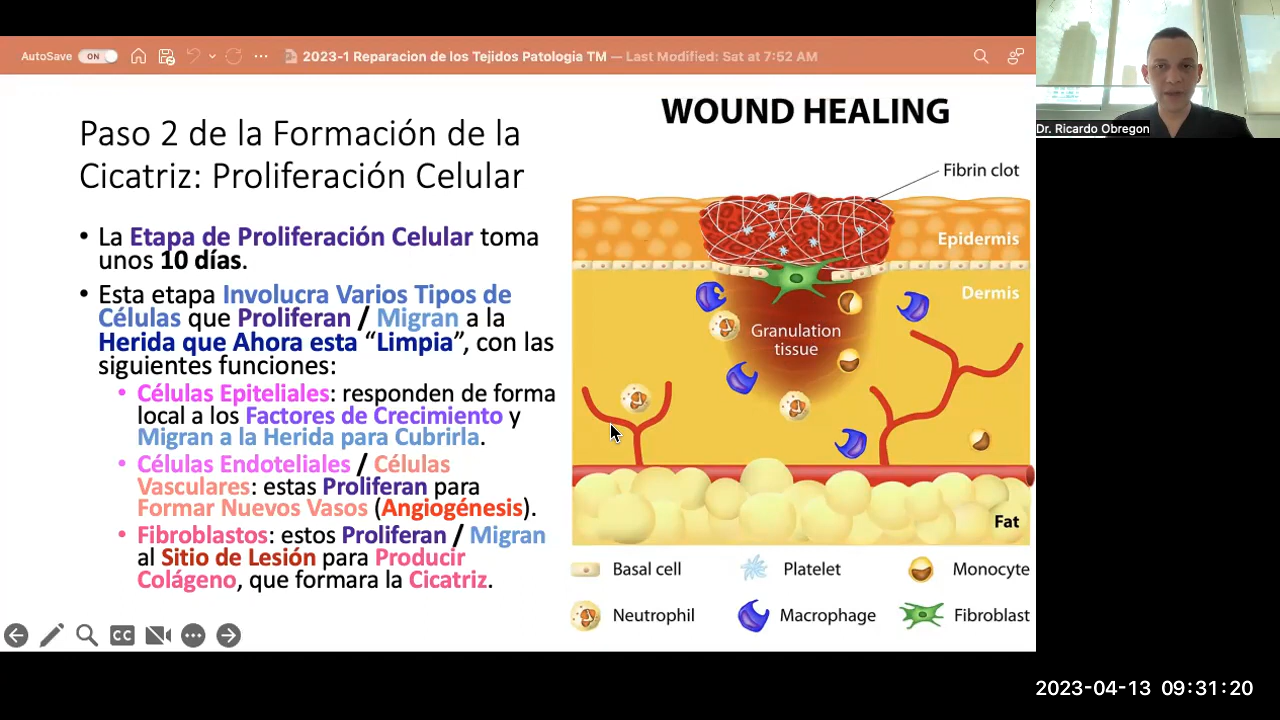 AutoSave ON
2023-1 Reparacion de los Tejidos Patologia TM — Last Modified: Sat at 7:52 AM
Dr. Ricardo Obregon
Paso 2 de la Formación de la
Cicatriz: Proliferación Celular
• La Etapa de Proliferación Celular toma
unos 10 días.
• Esta etapa Involucra Varios Tipos de
Células que Proliferan / Migran a la
Herida que Ahora esta “Limpia”, con las
siguientes funciones:
• Células Epiteliales: responden de forma
local a los Factores de Crecimiento y
Migran a la Herida para Cubrirla.
• Células Endoteliales / Células
Vasculares: estas Proliferan para
Formar Nuevos Vasos (Angiogénesis).
• Fibroblastos: estos Proliferan / Migran
al Sitio de Lesión para Producir
Colágeno, que formara la Cicatriz.
WOUND HEALING
Fibrin clot
Epidermis
Dermis
Granulation
tissue
Fat
Basal cell
Platelet
Monocyte
Neutrophil
Macrophage
Fibroblast
CC
2023-04-13 09:31:20